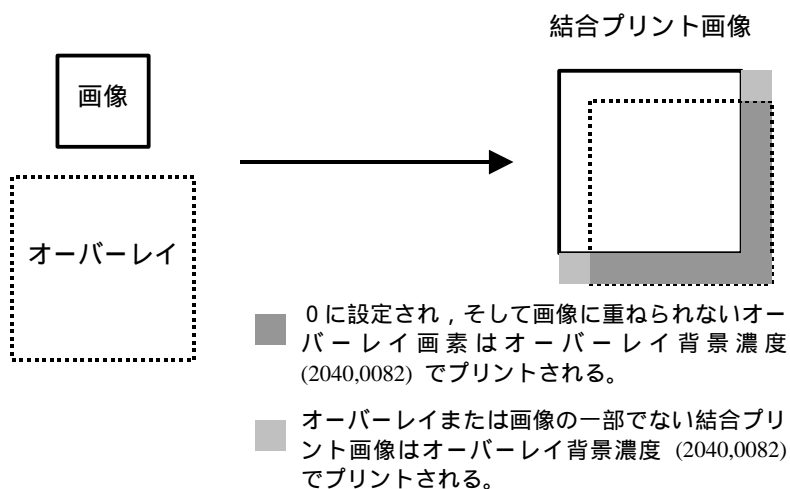 結合プリント画像
画像
オーバーレイ
０に設定され，そして画像に重ねられないオー
バーレイ画素はオーバーレイ背景濃度
(2040,0082) でプリントされる。
オーバーレイまたは画像の一部でない結合プリ
ント画像はオーバーレイ背景濃度 (2040,0082)
でプリントされる。